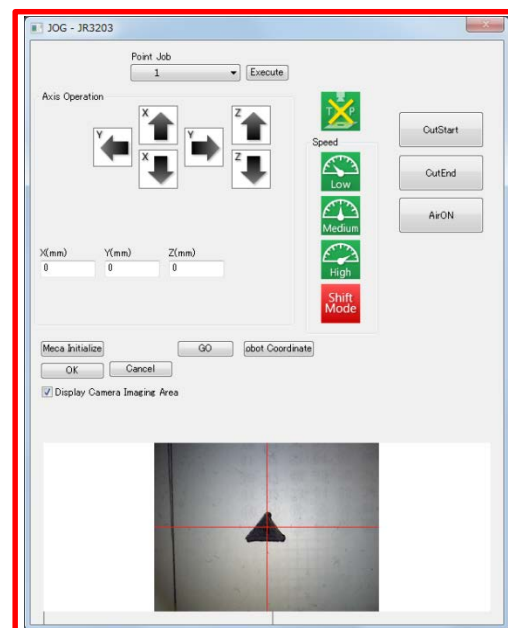 JOG - JR3203
Point Job
1
Execute
Axis Operation
X
Z
Y
Y
X
Z
T P
Speed
Low
Medium
High
Shift
Mode
CutStart
CutEnd
AirON
X(mm)
Y(mm)
Z(mm)
0
0
0
Meca Initialize
GO
obot Coordinate
OK
Cancel
Display Camera Imaging Area